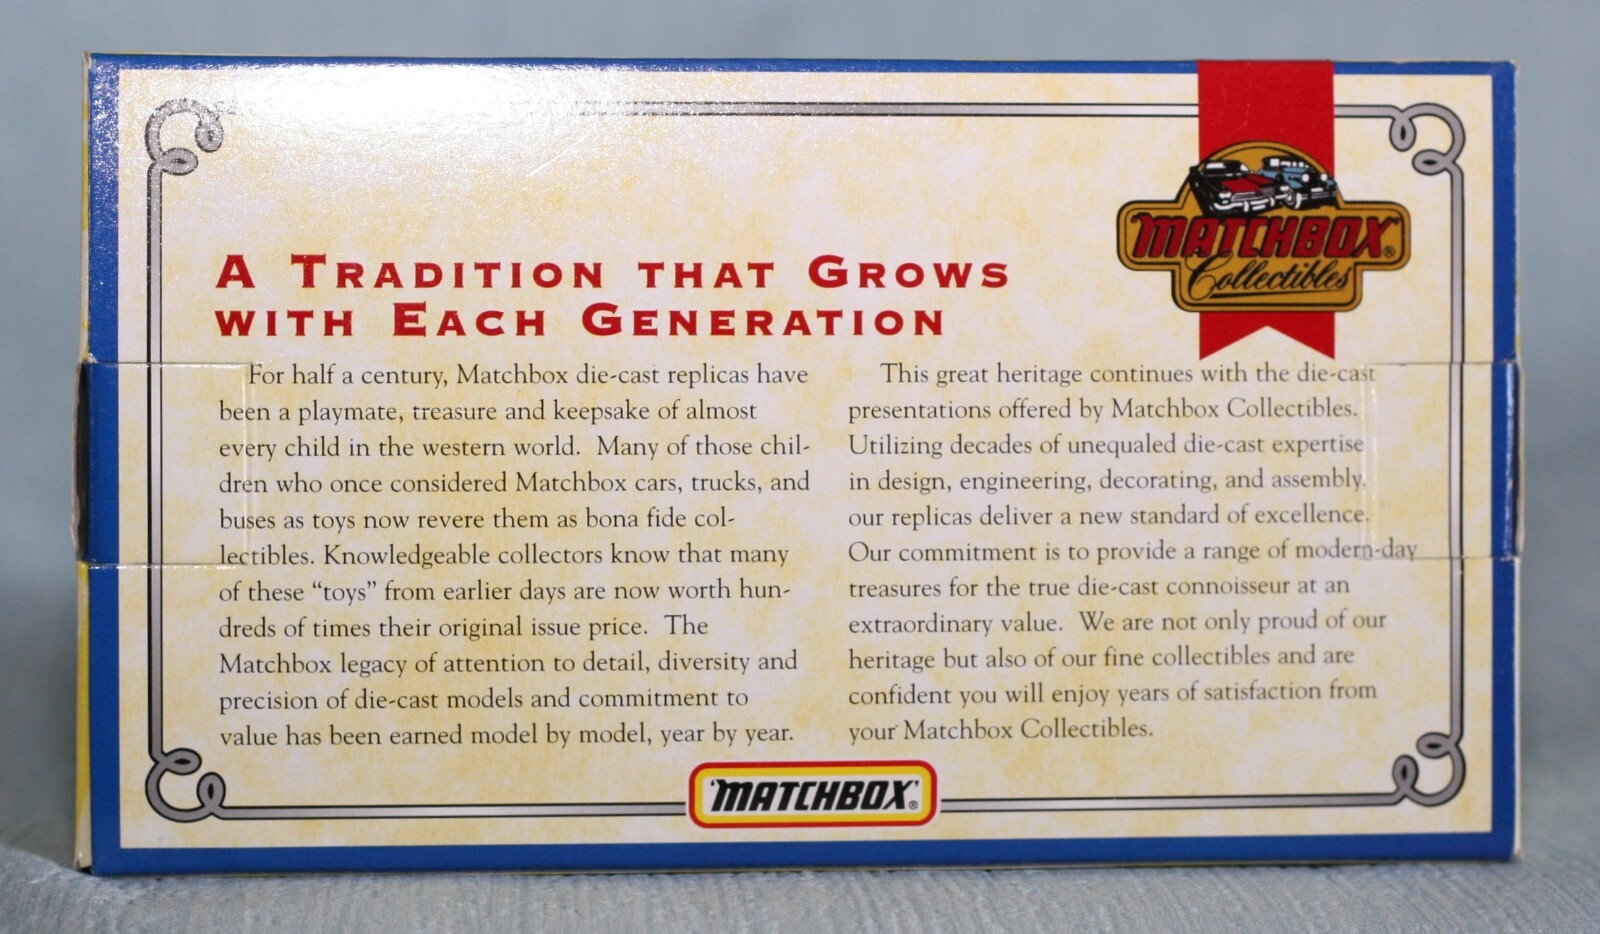 MATCHBOX®
Collectibles
A TRADITION THAT GROWS
WITH EACH GENERATION
For half a century, Matchbox die-cast replicas have
been a playmate, treasure and keepsake of almost
every child in the western world. Many of those chil-
dren who once considered Matchbox cars, trucks, and
buses as toys now revere them as bona fide col-
lectibles. Knowledgeable collectors know that many
of these “toys” from earlier days are now worth hun-
dreds of times their original issue price. The
Matchbox legacy of attention to detail, diversity and
precision of die-cast models and commitment to
value has been earned model by model, year by year.
This great heritage continues with the die-cast
presentations offered by Matchbox Collectibles.
Utilizing decades of unequaled die-cast expertise
in design, engineering, decorating, and assembly.
our replicas deliver a new standard of excellence.
Our commitment is to provide a range of modern-day
treasures for the true die-cast connoisseur at an
extraordinary value. We are not only proud of our
heritage but also of our fine collectibles and are
confident you will enjoy years of satisfaction from
your Matchbox Collectibles.
"MATCHBOX"®